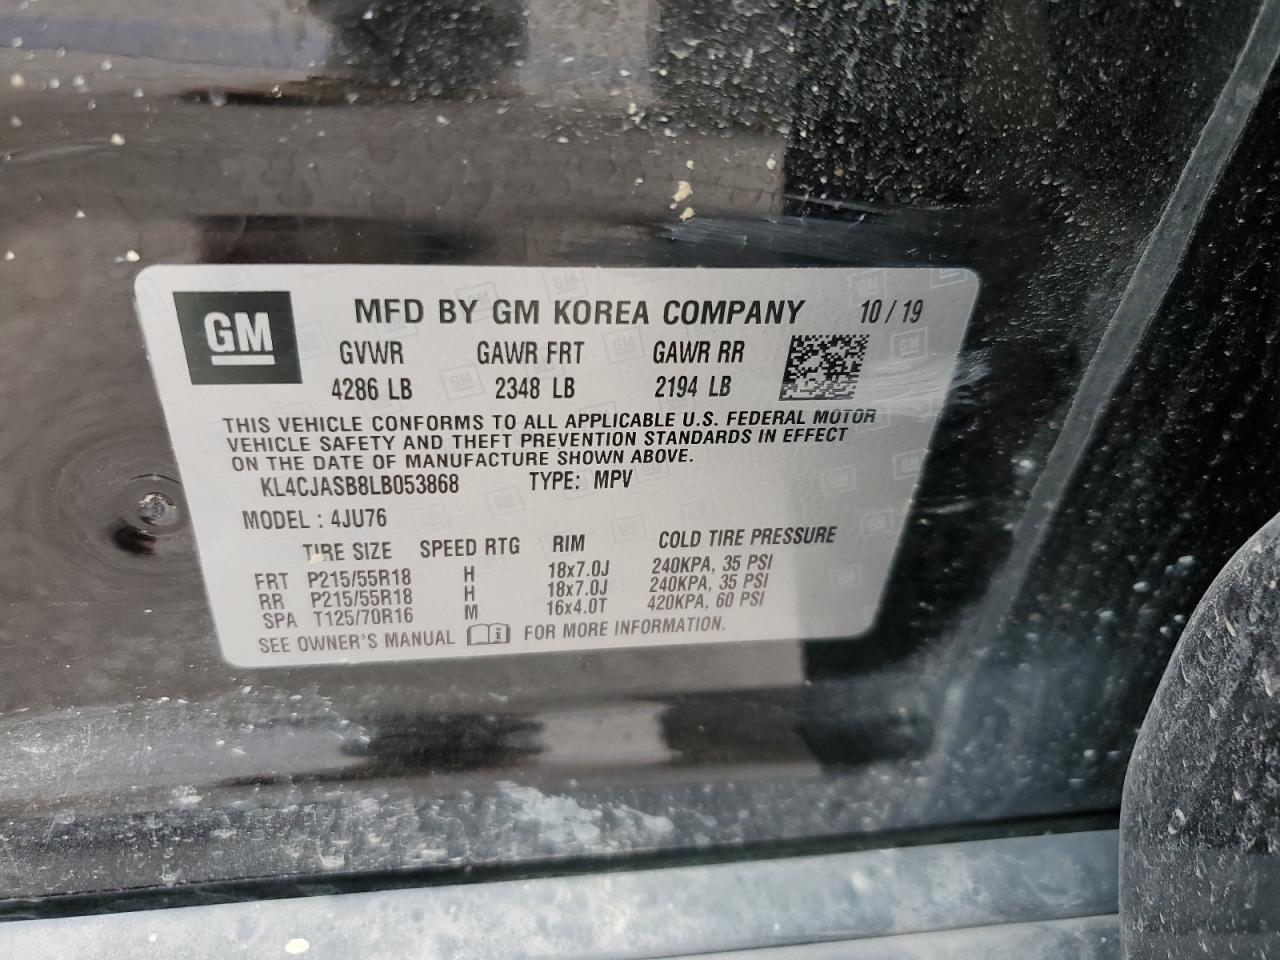 GM
MFD BY GM KOREA COMPANY 10/19
GVWR GAWR FRT GAWR RR
4286 LB 2348 LB 2194 LB
THIS VEHICLE CONFORMS TO ALL APPLICABLE U.S. FEDERAL MOTOR
VEHICLE SAFETY AND THEFT PREVENTION STANDARDS IN EFFECT
ON THE DATE OF MANUFACTURE SHOWN ABOVE.
KL4CJASB8LB053868 TYPE: MPV
MODEL : 4JU76
TIRE SIZE SPEED RTG RIM COLD TIRE PRESSURE
FRT P215/55R18 H 18x7.0J 240KPA, 35 PSI
RR P215/55R18 H 18x7.0J 240KPA, 35 PSI
SPA T125/70R16 M 16x4.0T 420KPA, 60 PSI
SEE OWNER'S MANUAL FOR MORE INFORMATION.